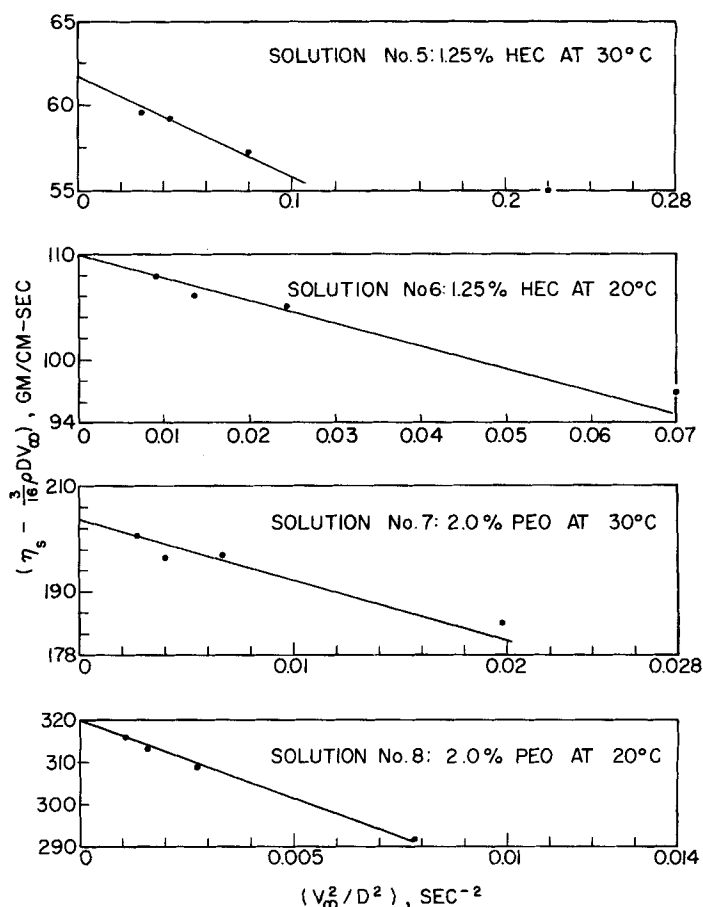 65
SOLUTION No. 5: 1.25% HEC AT 30°C
60
55
0 0.1 0.2 0.28
110
SOLUTION No6: 1.25% HEC AT 20°C
100
94
0 0.01 0.02 0.03 0.04 0.05 0.06 0.07
(ηs - 3/16 ρDV∞), GM/CM-SEC
210
SOLUTION No. 7: 2.0% PEO AT 30°C
190
178
0 0.01 0.02 0.028
320
SOLUTION No. 8: 2.0% PEO AT 20°C
310
300
290
0 0.005 0.01 0.014
(V∞²/D²), SEC⁻²